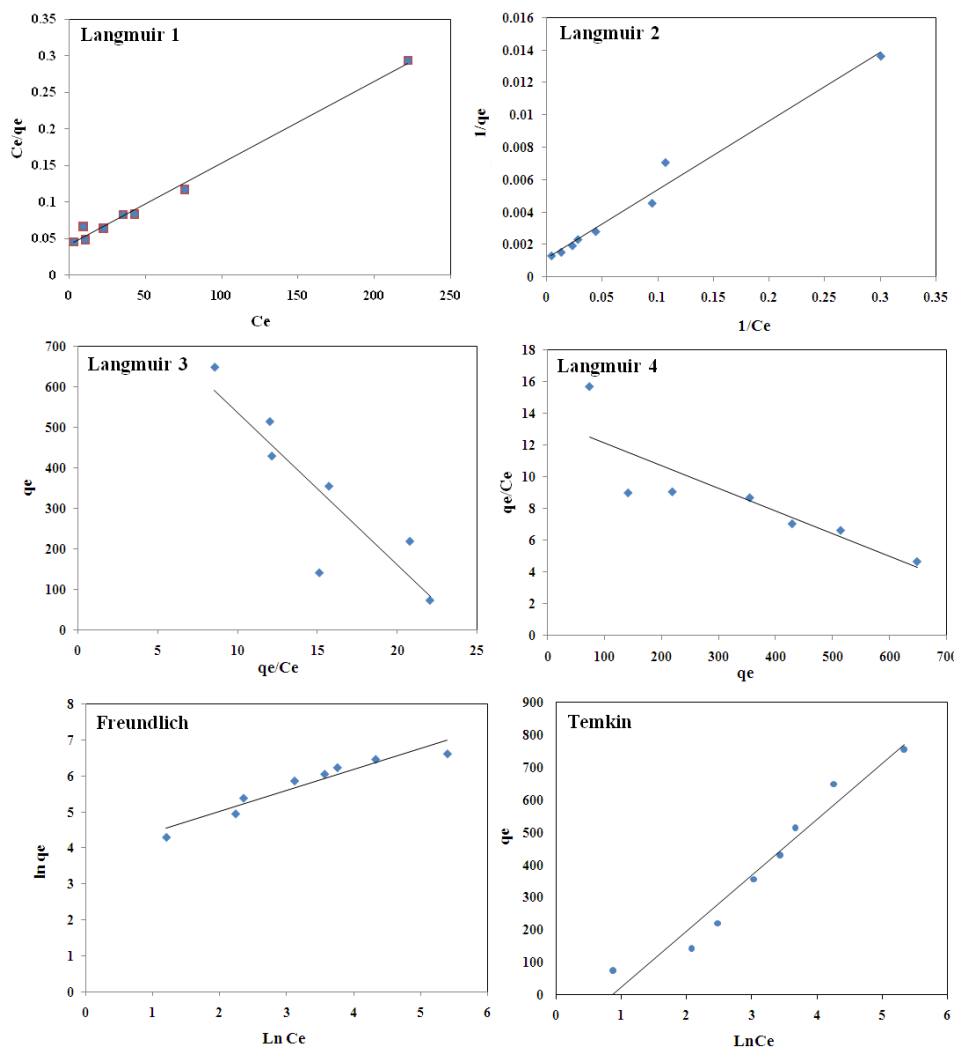 Langmuir 1
Ce/qe
0.35
0.3
0.25
0.2
0.15
0.1
0.05
0
0 50 100 150 200 250
Ce
Langmuir 2
1/qe
0.016
0.014
0.012
0.01
0.008
0.006
0.004
0.002
0
0 0.05 0.1 0.15 0.2 0.25 0.3 0.35
1/Ce
Langmuir 3
qe
700
600
500
400
300
200
100
0
0 5 10 15 20 25
qe/Ce
Langmuir 4
qe/Ce
18
16
14
12
10
8
6
4
2
0
0 100 200 300 400 500 600 700
qe
Freundlich
ln qe
8
7
6
5
4
3
2
1
0
0 1 2 3 4 5 6
Ln Ce
Temkin
qe
900
800
700
600
500
400
300
200
100
0
0 1 2 3 4 5 6
LnCe